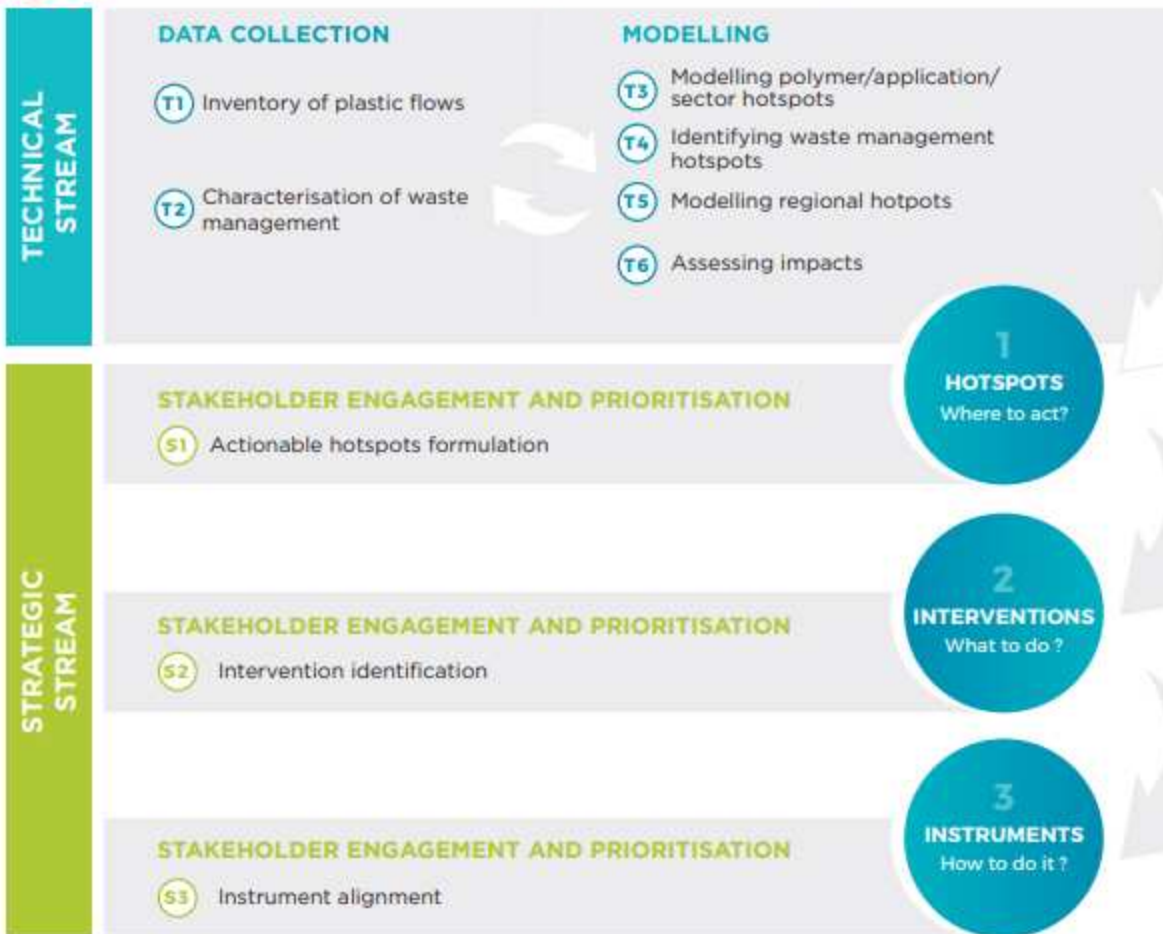 TECHNICAL
STREAM
DATA COLLECTION
T1 Inventory of plastic flows
T2 Characterisation of waste
management
MODELLING
T3 Modelling polymer/application/
sector hotspots
T4 Identifying waste management
hotspots
T5 Modelling regional hotpots
T6 Assessing impacts
1
HOTSPOTS
Where to act?
STRATEGIC
STREAM
STAKEHOLDER ENGAGEMENT AND PRIORITISATION
S1 Actionable hotspots formulation
2
INTERVENTIONS
What to do ?
STAKEHOLDER ENGAGEMENT AND PRIORITISATION
S2 Intervention identification
3
INSTRUMENTS
How to do it ?
STAKEHOLDER ENGAGEMENT AND PRIORITISATION
S3 Instrument alignment